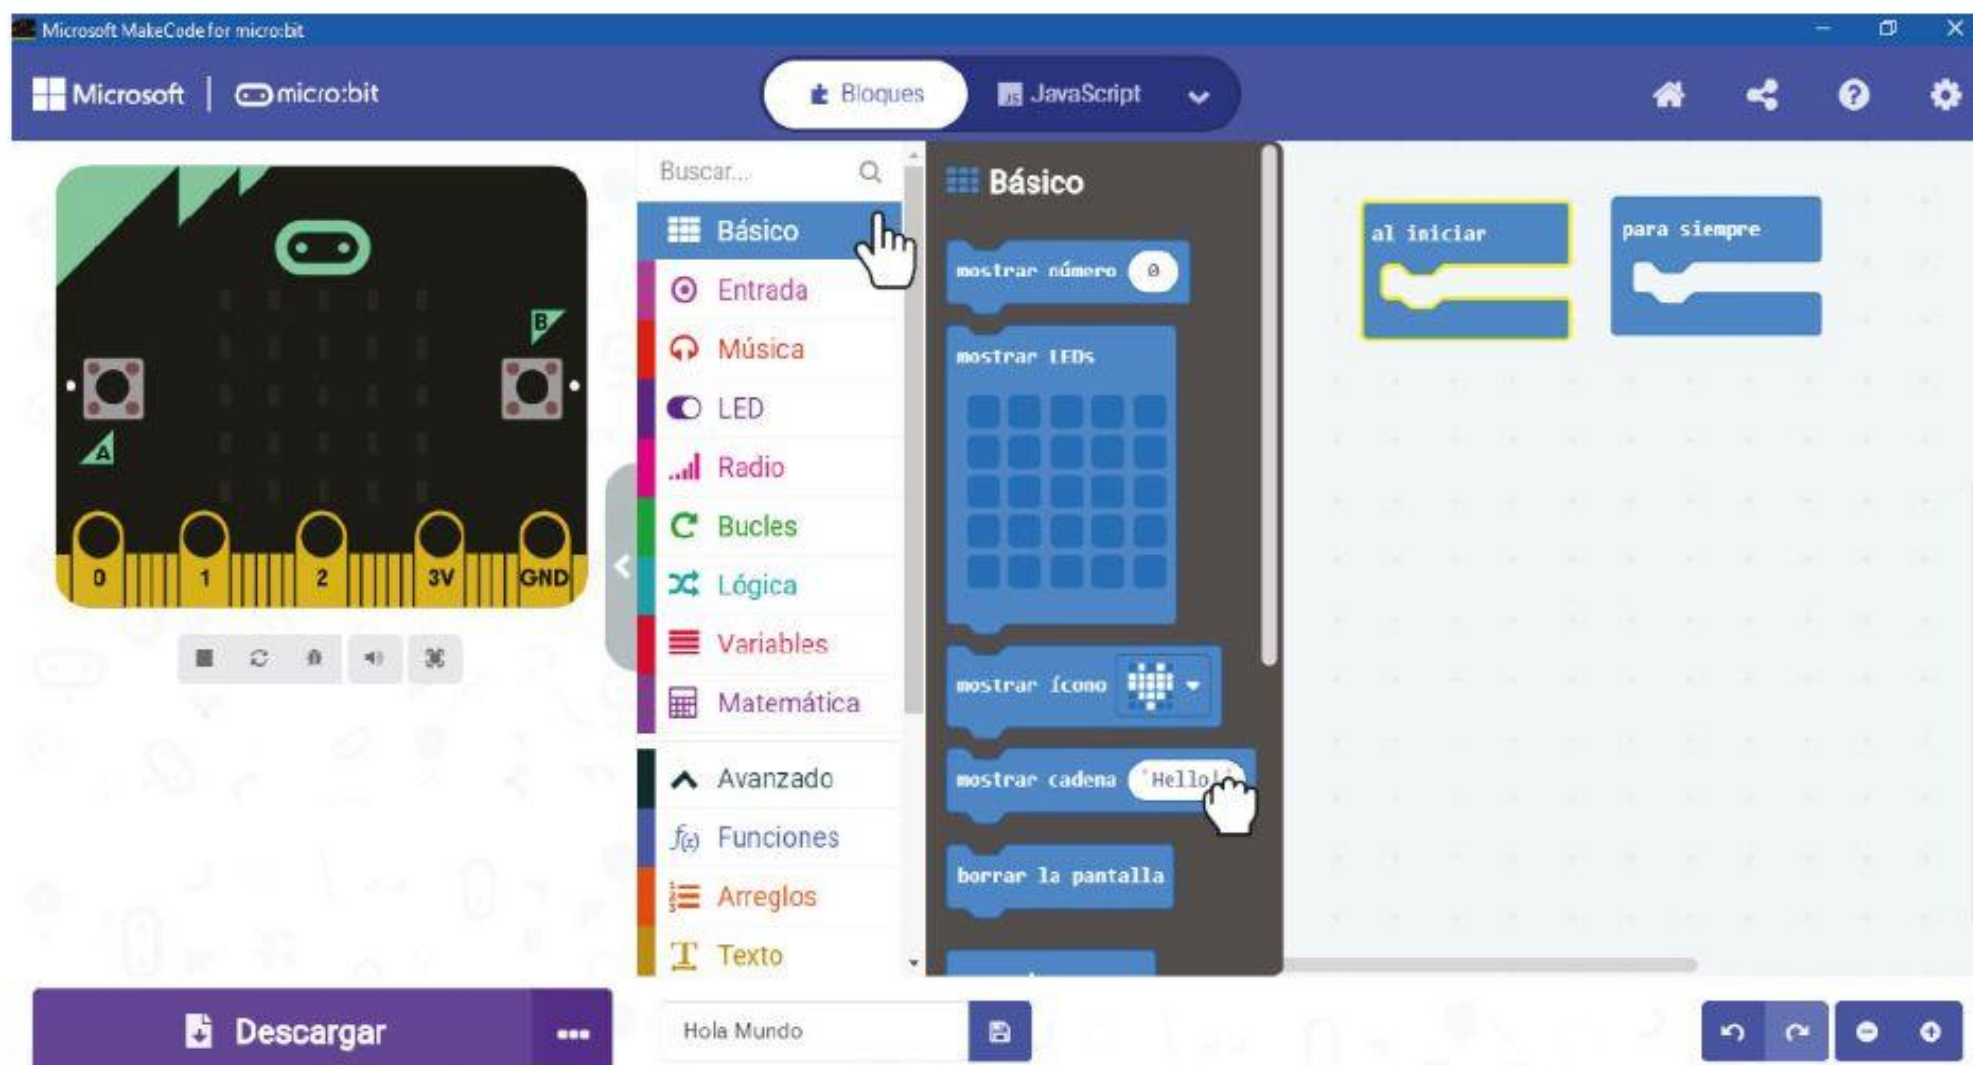 Microsoft MakeCode for micro:bit
Microsoft | micro:bit
Bloques
JS JavaScript
B
A
0 1 2 3V GND
Buscar...
Básico
Entrada
Música
LED
Radio
Bucles
Lógica
Variables
Matemática
Avanzado
f(x) Funciones
Arreglos
Texto
Básico
mostrar número 0
mostrar LEDs
mostrar ícono
mostrar cadena "Hello!"
borrar la pantalla
al iniciar
para siempre
Descargar
Hola Mundo